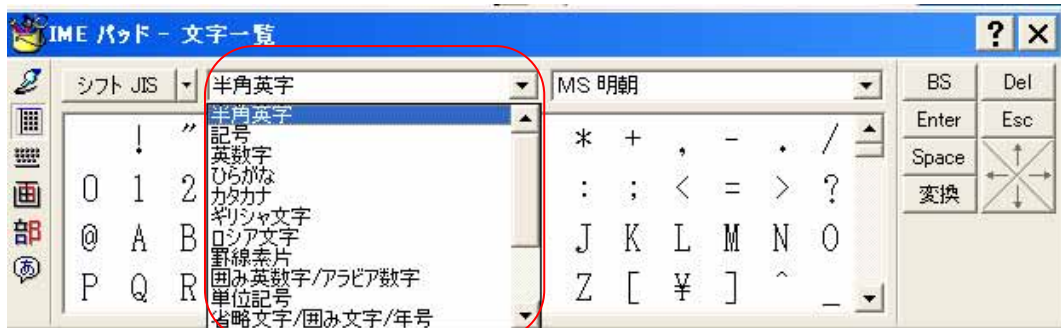 IME パッド - 文字一覧
シフト JIS
半角英字
MS 明朝
BS
Del
半角英字
Enter
Esc
記号
! ” * + , - . /
英数字
Space
ひらがな
画
0 1 2 : ; < = > ?
変換
カタカナ
ギリシャ文字
部
@ A B J K L M N O
ロシア文字
罫線素片
あ
囲み英数字/アラビア数字
P Q R Z [ ¥ ] ^ _
単位記号
省略文字/囲み文字/年号